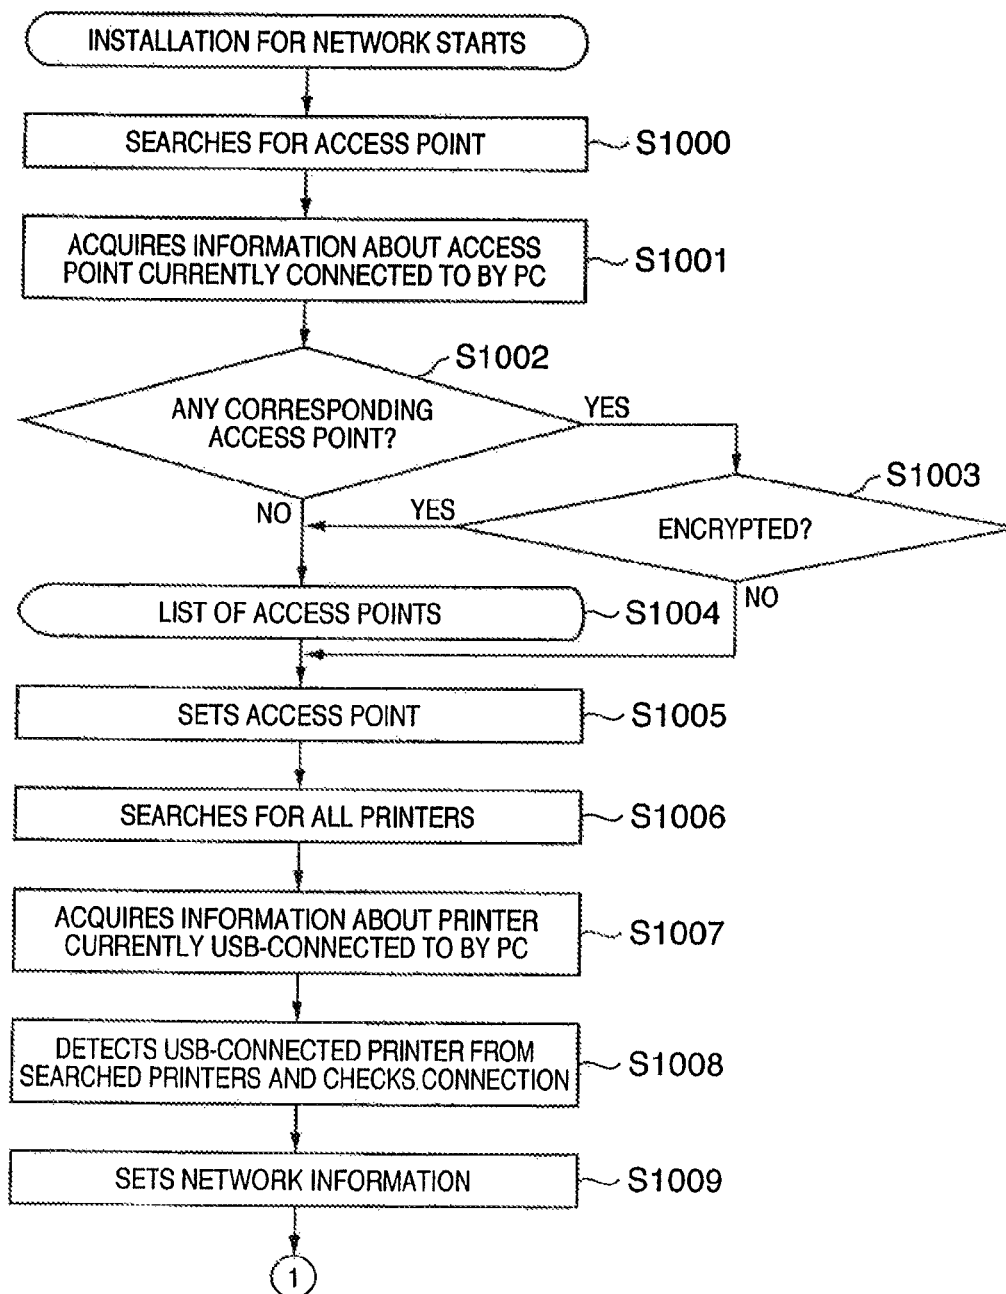 INSTALLATION FOR NETWORK STARTS
SEARCHES FOR ACCESS POINT
S1000
ACQUIRES INFORMATION ABOUT ACCESS
POINT CURRENTLY CONNECTED TO BY PC
S1001
S1002
ANY CORRESPONDING
ACCESS POINT?
YES
NO
S1003
ENCRYPTED?
YES
NO
LIST OF ACCESS POINTS
S1004
SETS ACCESS POINT
S1005
SEARCHES FOR ALL PRINTERS
S1006
ACQUIRES INFORMATION ABOUT PRINTER
CURRENTLY USB-CONNECTED TO BY PC
S1007
DETECTS USB-CONNECTED PRINTER FROM
SEARCHED PRINTERS AND CHECKS CONNECTION
S1008
SETS NETWORK INFORMATION
S1009
1